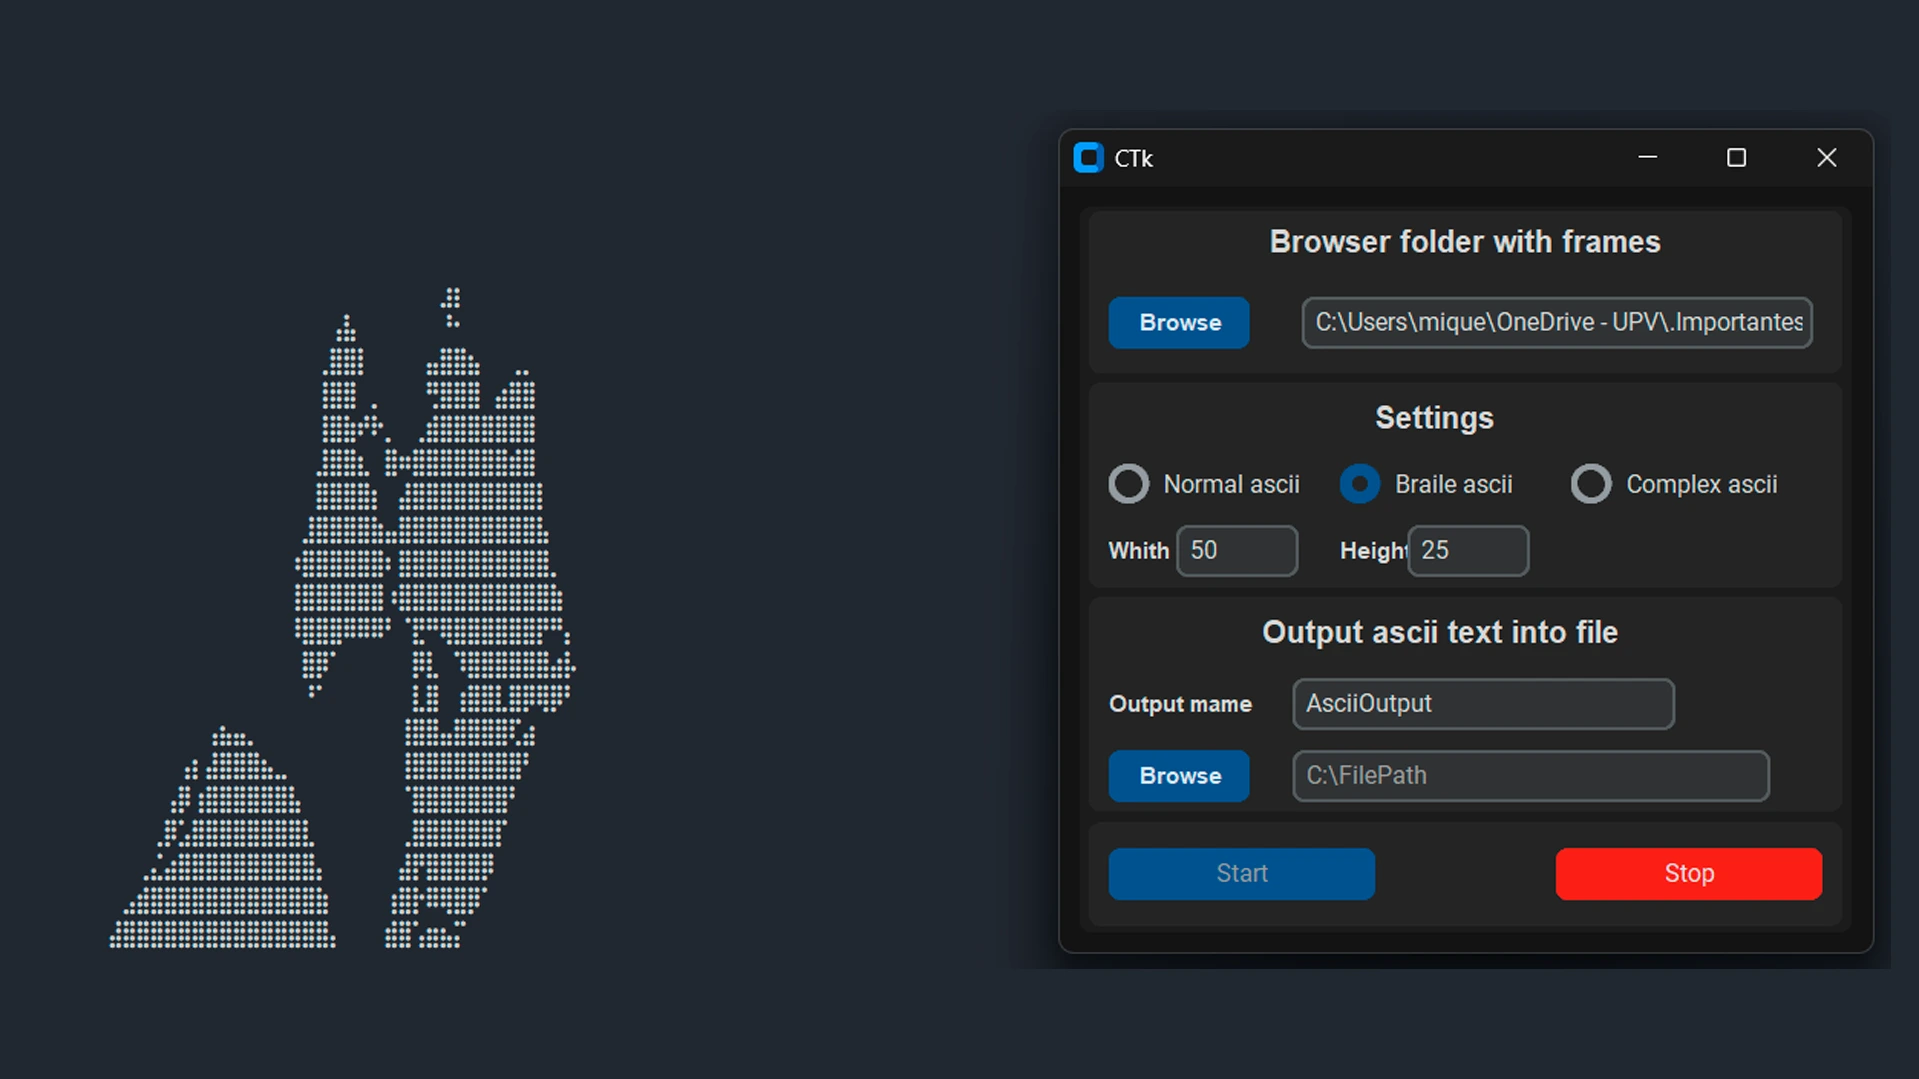 CTk
Browser folder with frames
Browse C:\Users\mique\OneDrive - UPV\.Importantes
Settings
Normal ascii Braile ascii Complex ascii
Whith 50 Height 25
Output ascii text into file
Output mame AsciiOutput
Browse C:\FilePath
Start Stop